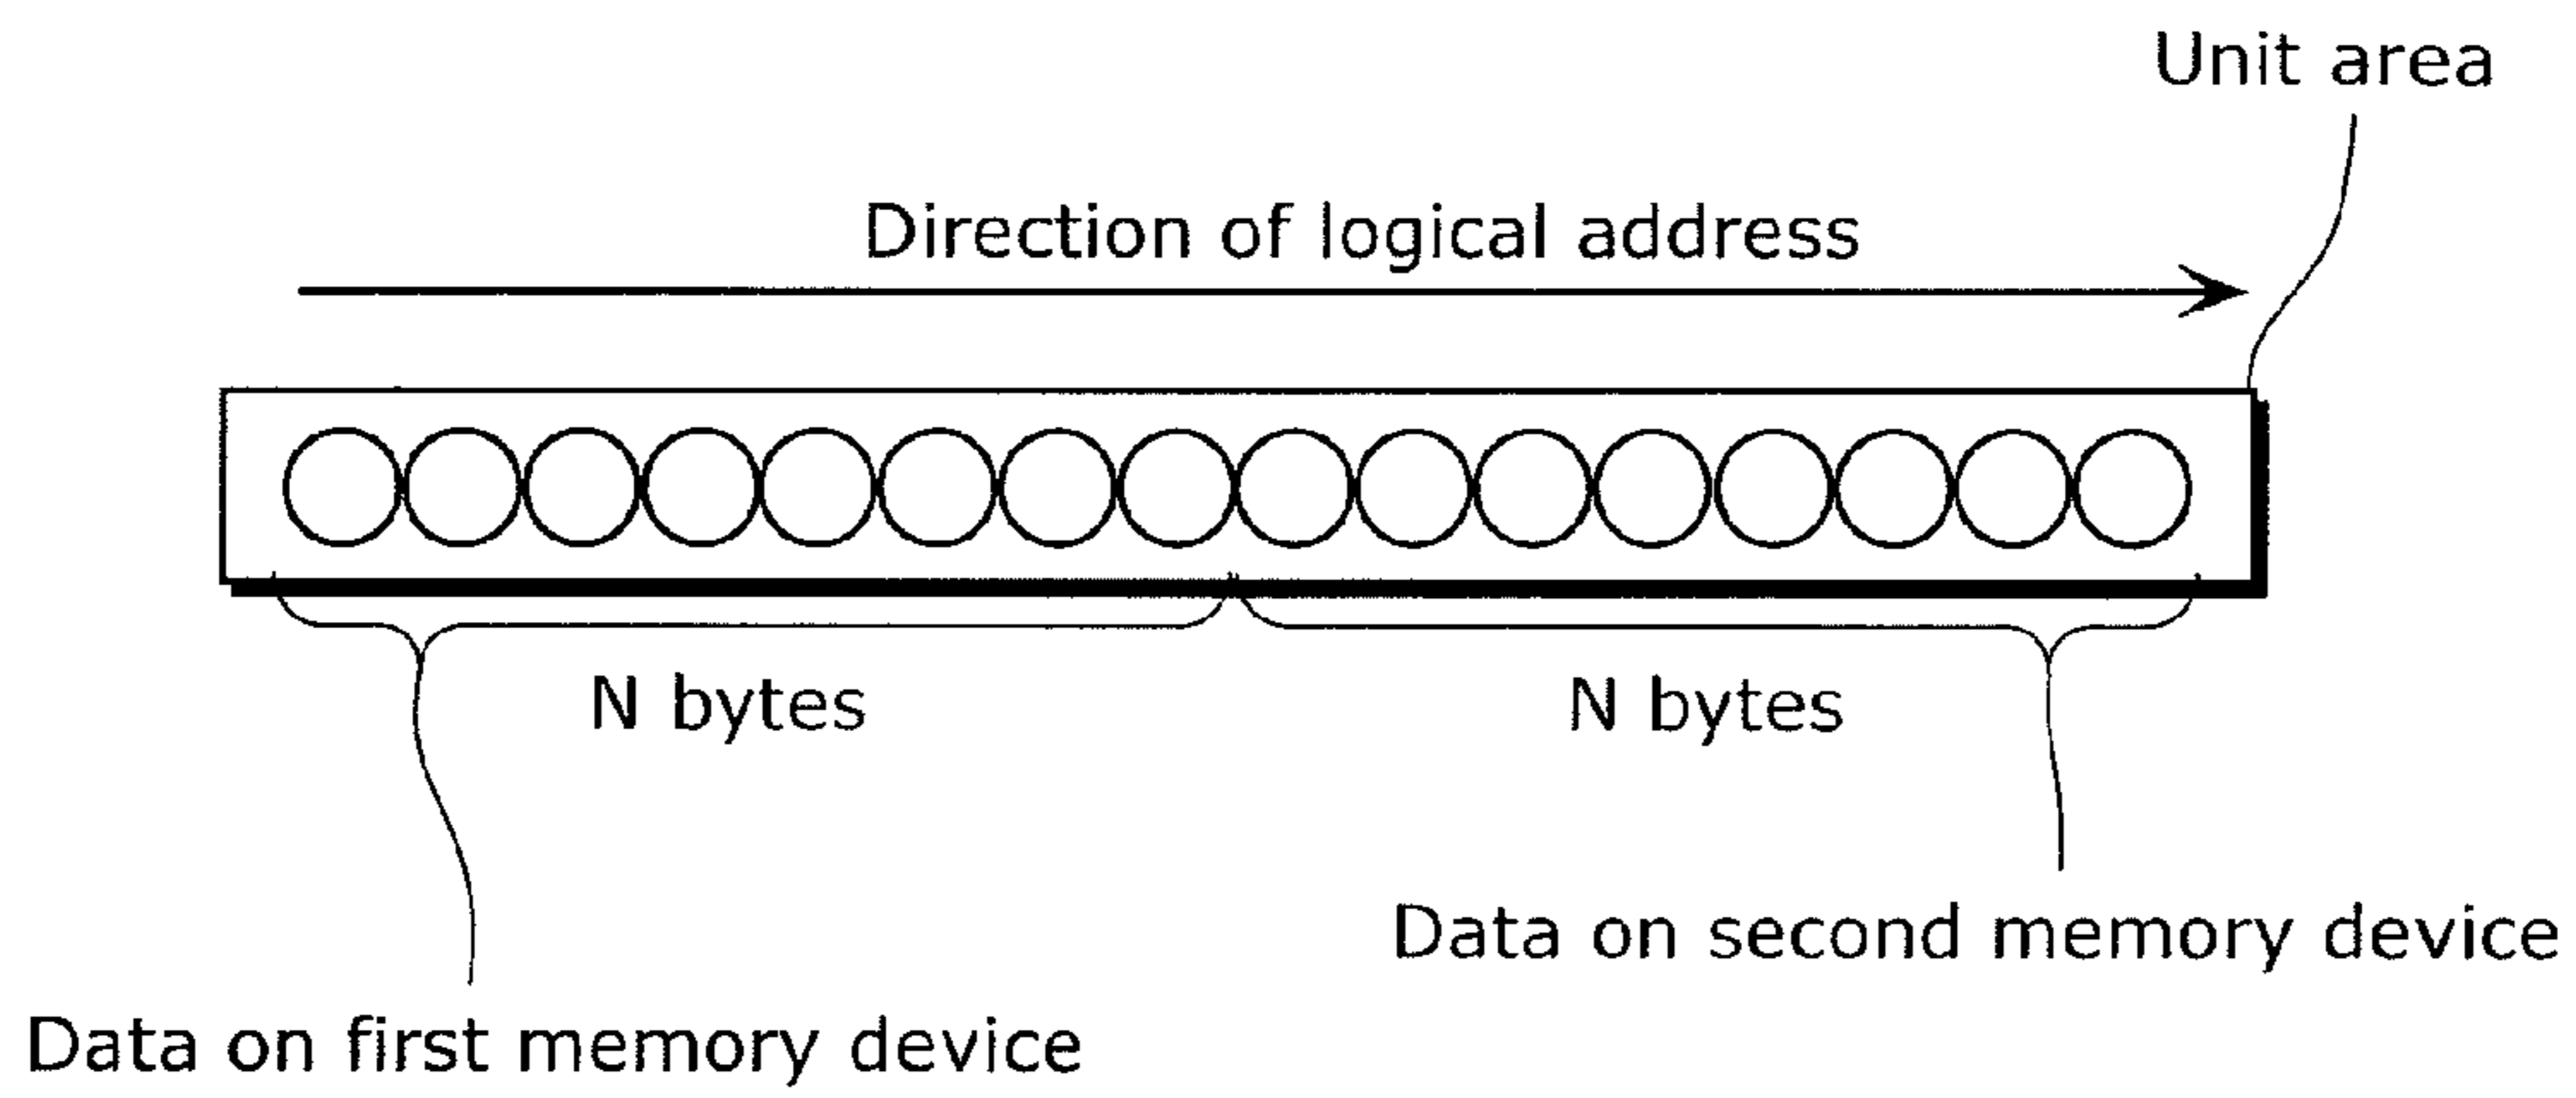 Unit area
Direction of logical address
N bytes
N bytes
Data on second memory device
Data on first memory device